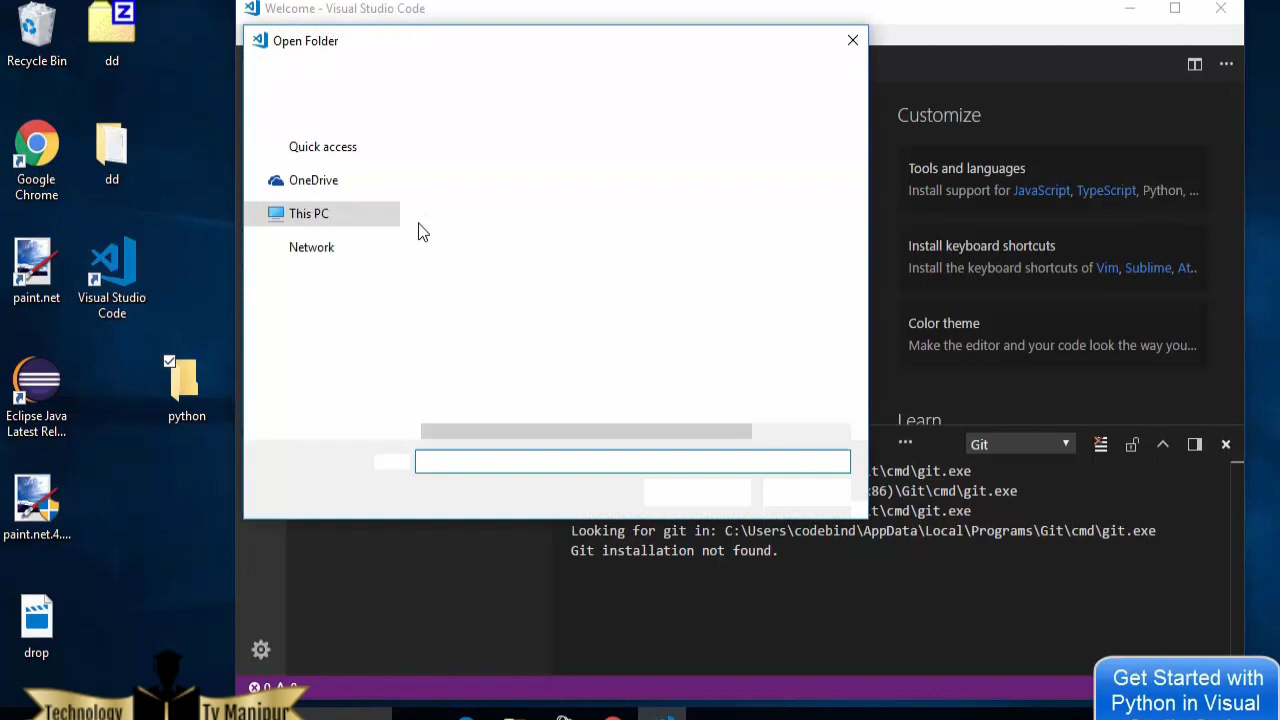 Welcome - Visual Studio Code
Open Folder
Quick access
OneDrive
This PC
Network
Recycle Bin
dd
Google
Chrome
dd
paint.net
Visual Studio
Code
Eclipse Java
Latest Rel...
python
paint.net.4....
drop
Customize
Tools and languages
Install support for JavaScript, TypeScript, Python, ...
Install keyboard shortcuts
Install the keyboard shortcuts of Vim, Sublime, At..
Color theme
Make the editor and your code look the way you...
Learn
Git
t\cmd\git.exe
x86)\Git\cmd\git.exe
t\cmd\git.exe
Looking for git in: C:\Users\codebind\AppData\Local\Programs\Git\cmd\git.exe
Git installation not found.
Technology
Tv Manipur
Get Started with
Python in Visual